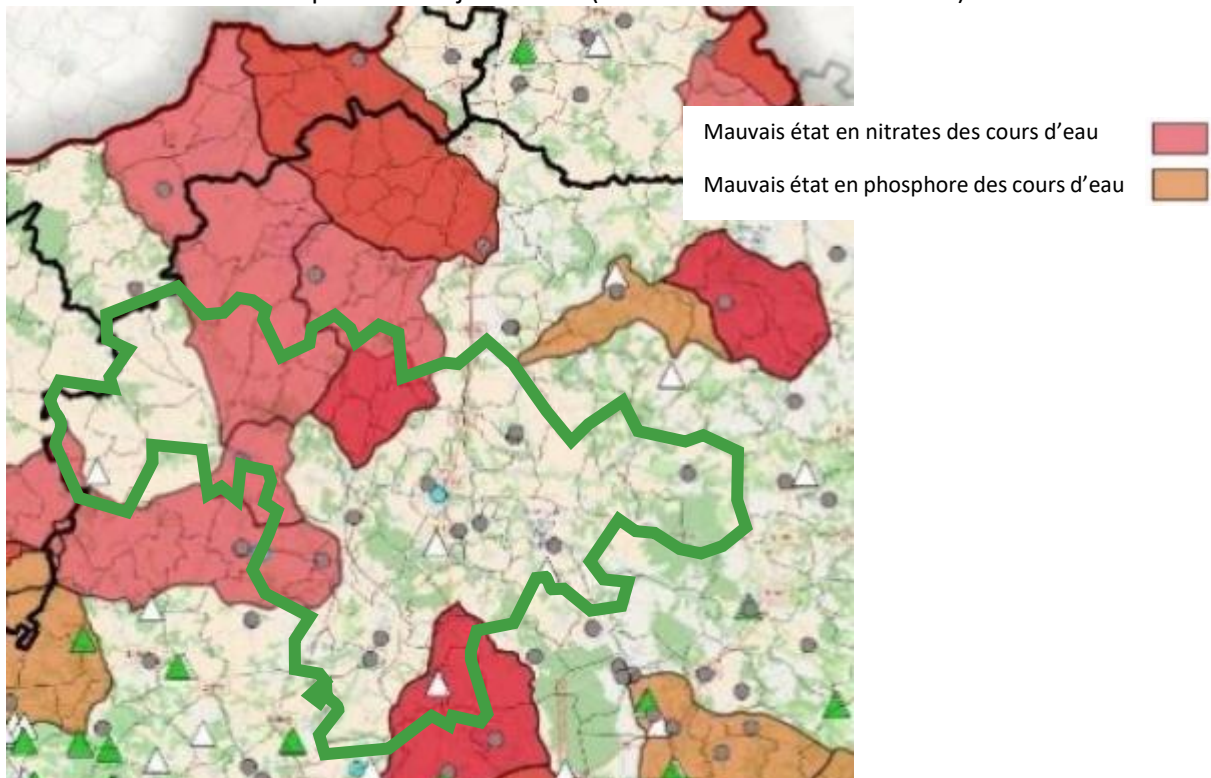 Mauvais état en nitrates des cours d'eau
Mauvais état en phosphore des cours d'eau